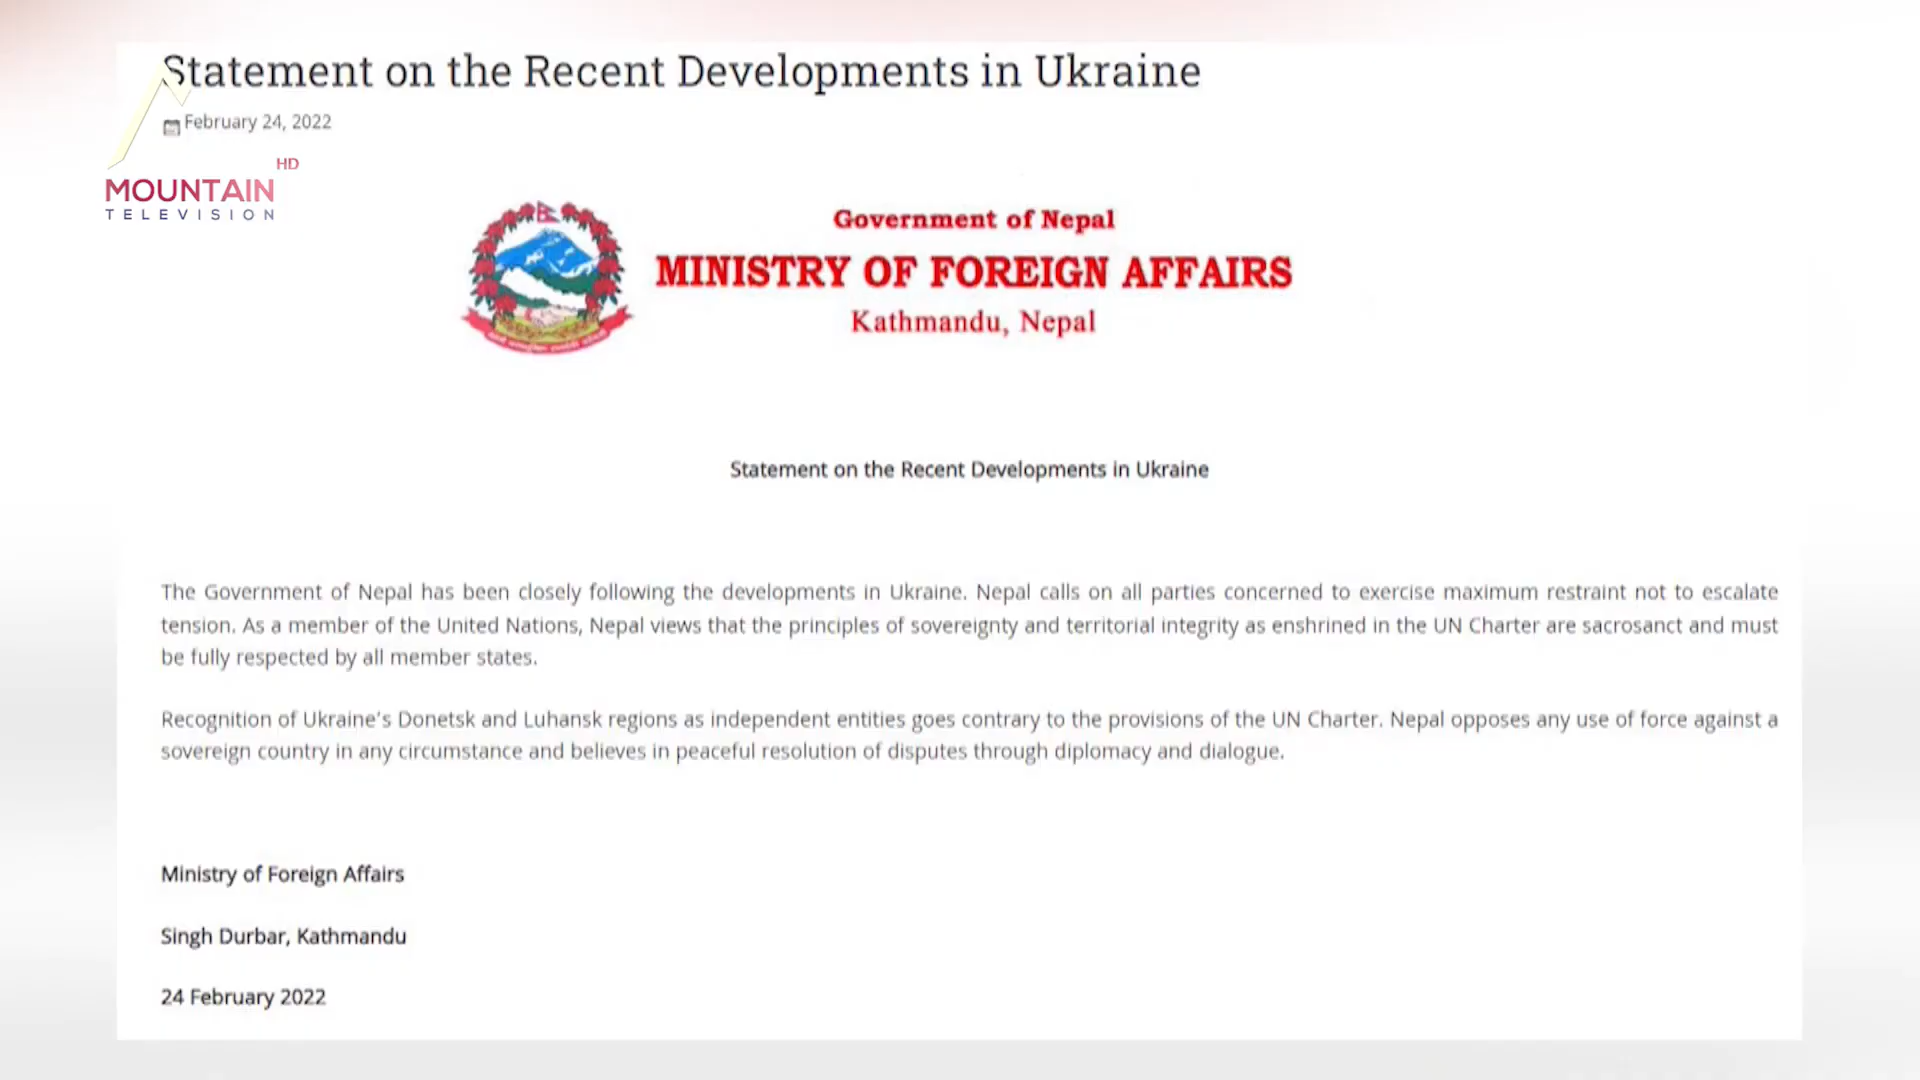 Statement on the Recent Developments in Ukraine
February 24, 2022
HD
MOUNTAIN
TELEVISION
Government of Nepal
MINISTRY OF FOREIGN AFFAIRS
Kathmandu, Nepal
Statement on the Recent Developments in Ukraine
The Government of Nepal has been closely following the developments in Ukraine. Nepal calls on all parties concerned to exercise maximum restraint not to escalate
tension. As a member of the United Nations, Nepal views that the principles of sovereignty and territorial integrity as enshrined in the UN Charter are sacrosanct and must
be fully respected by all member states.
Recognition of Ukraine's Donetsk and Luhansk regions as independent entities goes contrary to the provisions of the UN Charter. Nepal opposes any use of force against a
sovereign country in any circumstance and believes in peaceful resolution of disputes through diplomacy and dialogue.
Ministry of Foreign Affairs
Singh Durbar, Kathmandu
24 February 2022